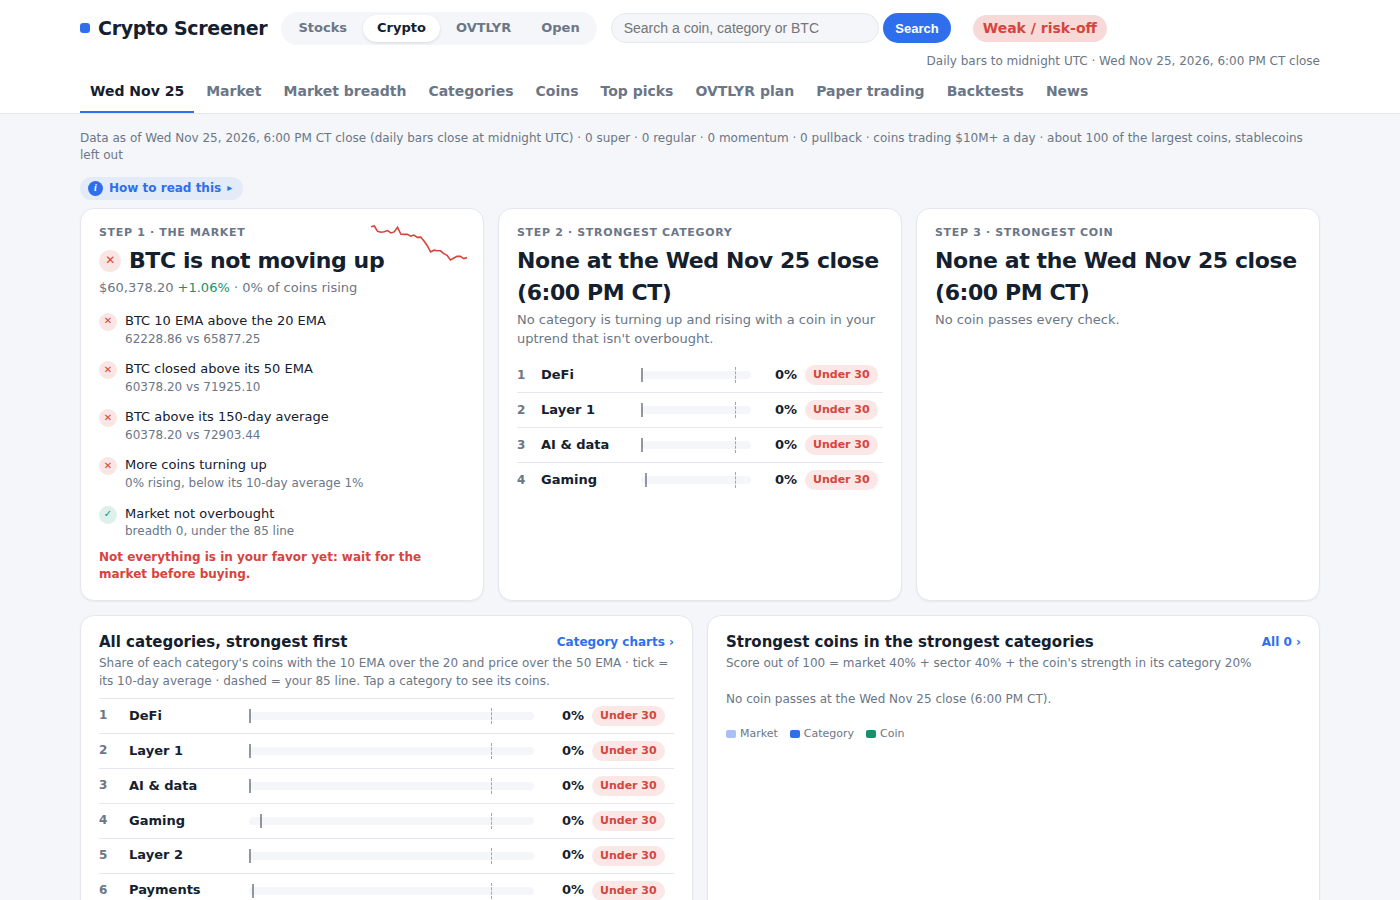 Crypto Screener
Stocks
Crypto
OVTLYR
Open
Search a coin, category or BTC
Search
Weak / risk-off
Daily bars to midnight UTC · Wed Nov 25, 2026, 6:00 PM CT close
Wed Nov 25
Market
Market breadth
Categories
Coins
Top picks
OVTLYR plan
Paper trading
Backtests
News
Data as of Wed Nov 25, 2026, 6:00 PM CT close (daily bars close at midnight UTC) · 0 super · 0 regular · 0 momentum · 0 pullback · coins trading $10M+ a day · about 100 of the largest coins, stablecoins
left out
i How to read this ▸
STEP 1 · THE MARKET
✕ BTC is not moving up
$60,378.20 +1.06% · 0% of coins rising
✕ BTC 10 EMA above the 20 EMA
62228.86 vs 65877.25
✕ BTC closed above its 50 EMA
60378.20 vs 71925.10
✕ BTC above its 150-day average
60378.20 vs 72903.44
✕ More coins turning up
0% rising, below its 10-day average 1%
✓ Market not overbought
breadth 0, under the 85 line
Not everything is in your favor yet: wait for the
market before buying.
STEP 2 · STRONGEST CATEGORY
None at the Wed Nov 25 close
(6:00 PM CT)
No category is turning up and rising with a coin in your
uptrend that isn't overbought.
1 DeFi 0% Under 30
2 Layer 1 0% Under 30
3 AI & data 0% Under 30
4 Gaming 0% Under 30
STEP 3 · STRONGEST COIN
None at the Wed Nov 25 close
(6:00 PM CT)
No coin passes every check.
All categories, strongest first
Category charts ›
Share of each category's coins with the 10 EMA over the 20 and price over the 50 EMA · tick =
its 10-day average · dashed = your 85 line. Tap a category to see its coins.
1 DeFi 0% Under 30
2 Layer 1 0% Under 30
3 AI & data 0% Under 30
4 Gaming 0% Under 30
5 Layer 2 0% Under 30
6 Payments 0% Under 30
Strongest coins in the strongest categories
All 0 ›
Score out of 100 = market 40% + sector 40% + the coin's strength in its category 20%
No coin passes at the Wed Nov 25 close (6:00 PM CT).
Market Category Coin